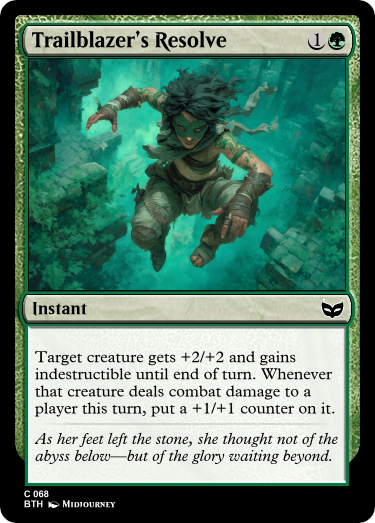 Trailblazer's Resolve 1
Instant
Target creature gets +2/+2 and gains
indestructible until end of turn. Whenever
that creature deals combat damage to a
player this turn, put a +1/+1 counter on it.
As her feet left the stone, she thought not of the
abyss below—but of the glory waiting beyond.
C 068
BTH Midjourney